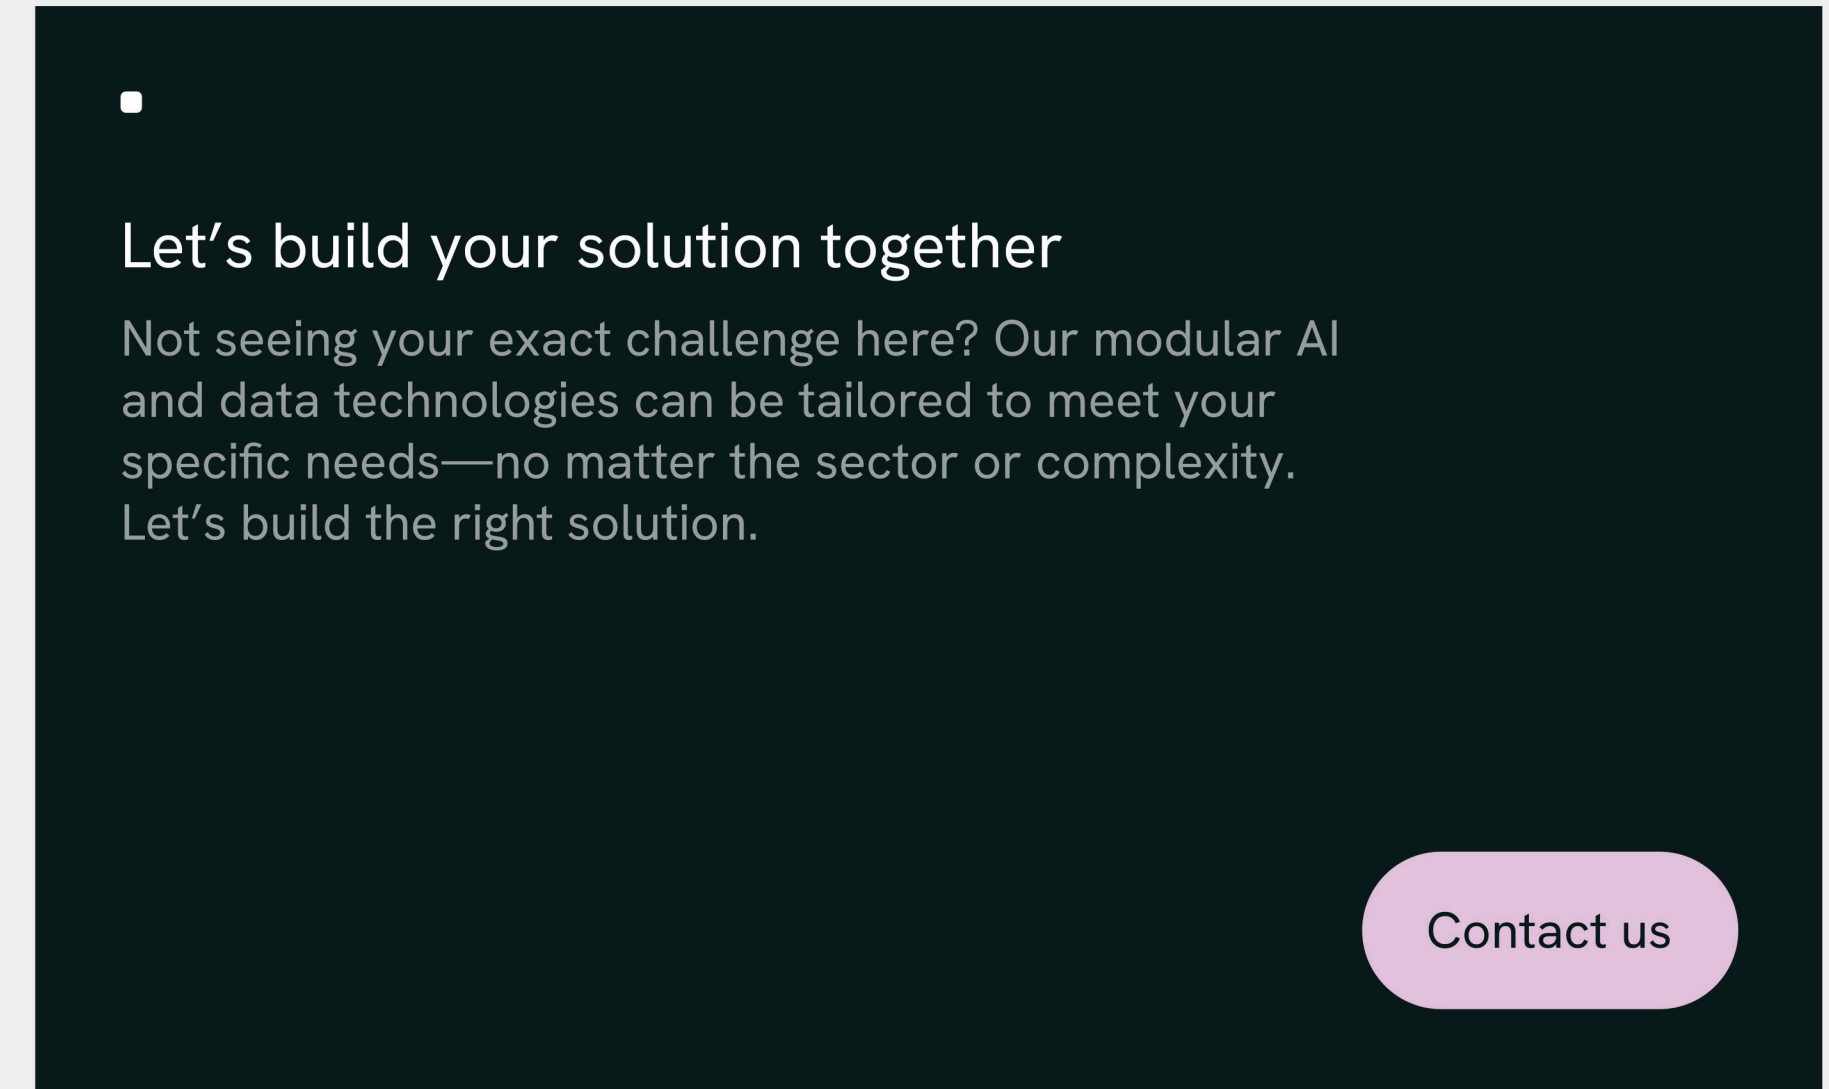 Let’s build your solution together
Not seeing your exact challenge here? Our modular AI
and data technologies can be tailored to meet your
specific needs—no matter the sector or complexity.
Let’s build the right solution.
Contact us